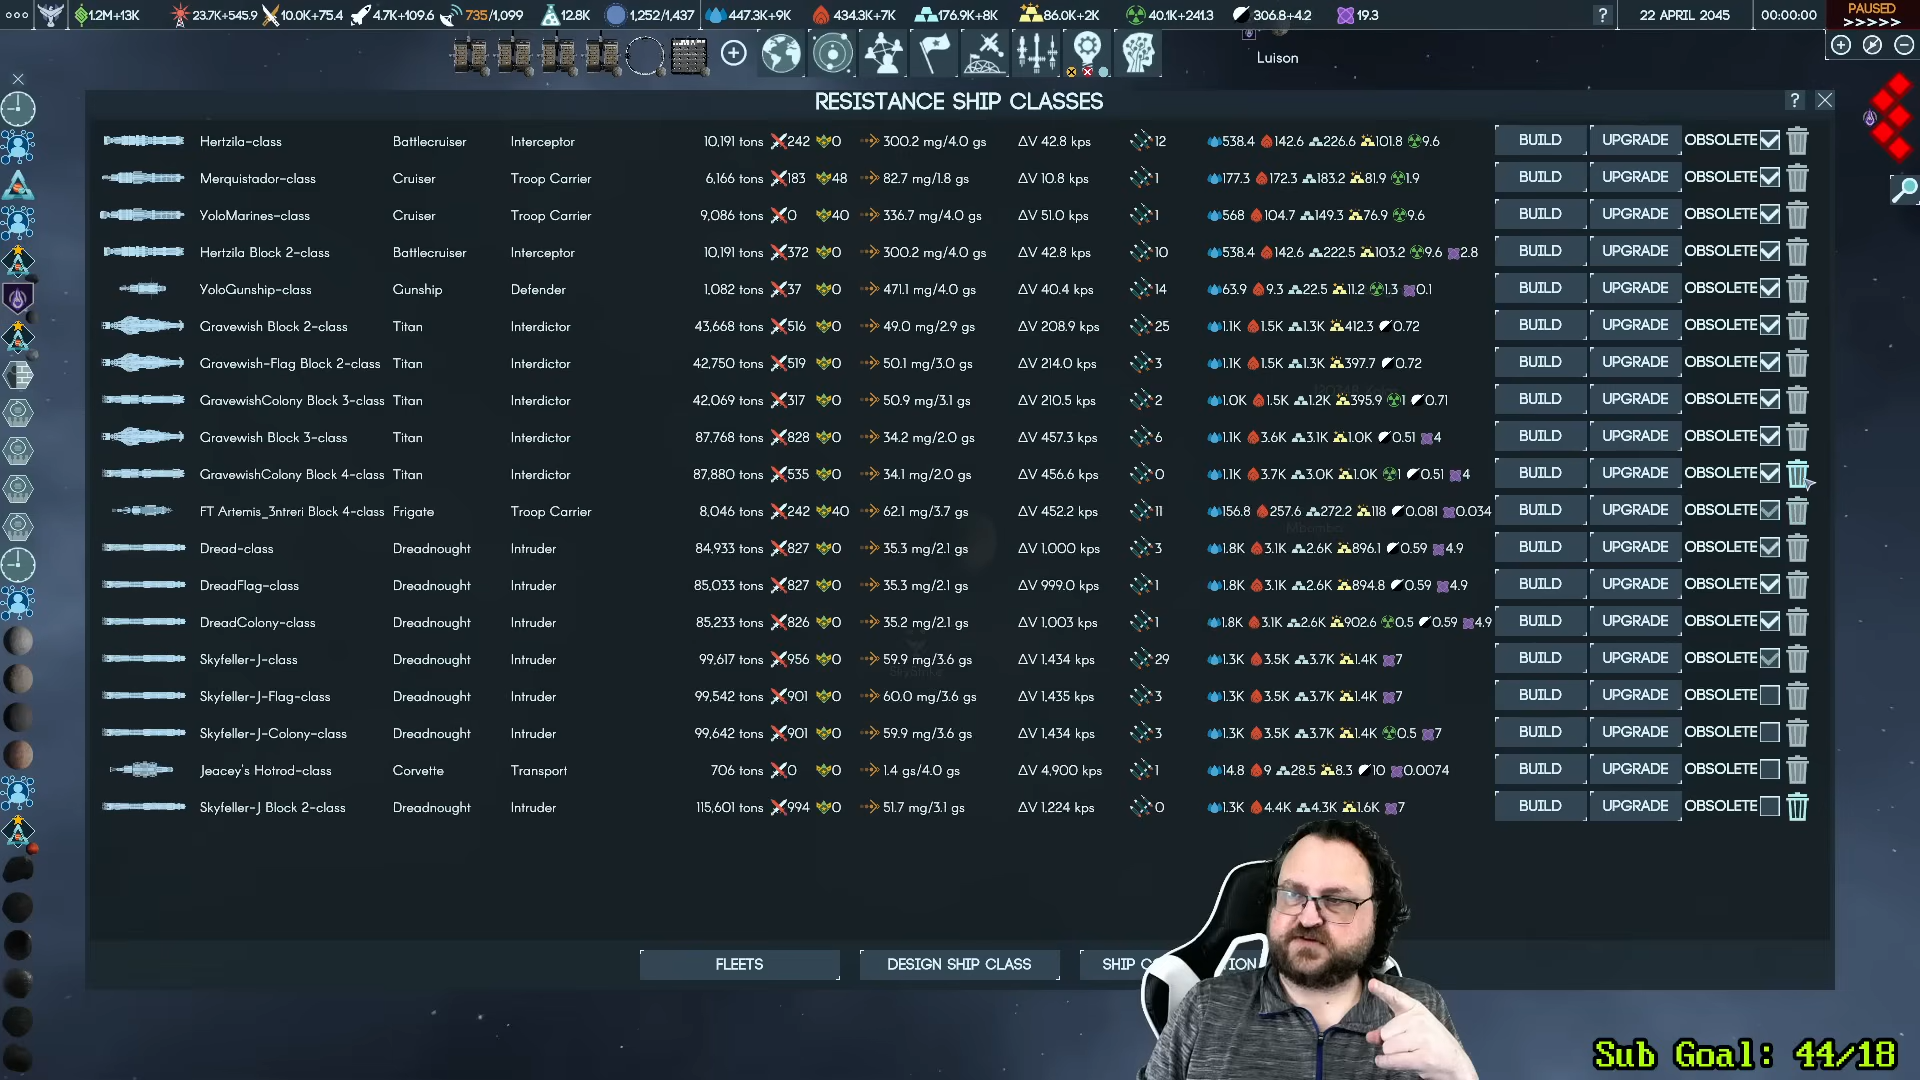 1.2M+13K 23.7K+545.9 10.0K+75.4 4.7K+109.6 735/1,099 12.8K 1,252/1,437 447.3K+9K 434.3K+7K 176.9K+8K 86.0K+2K 40.1K+241.3 306.8+4.2 19.3 ? 22 APRIL 2045 00:00:00 PAUSED
>>>>>
Luison
RESISTANCE SHIP CLASSES ?
Hertzila-class Battlecruiser Interceptor 10,191 tons 242 0 300.2 mg/4.0 gs ΔV 42.8 kps 12 538.4 142.6 226.6 101.8 9.6 BUILD UPGRADE OBSOLETE
Merquistador-class Cruiser Troop Carrier 6,166 tons 183 48 82.7 mg/1.8 gs ΔV 10.8 kps 1 177.3 172.3 183.2 81.9 1.9 BUILD UPGRADE OBSOLETE
YoloMarines-class Cruiser Troop Carrier 9,086 tons 0 40 336.7 mg/4.0 gs ΔV 51.0 kps 1 568 104.7 149.3 76.9 9.6 BUILD UPGRADE OBSOLETE
Hertzila Block 2-class Battlecruiser Interceptor 10,191 tons 372 0 300.2 mg/4.0 gs ΔV 42.8 kps 10 538.4 142.6 222.5 103.2 9.6 2.8 BUILD UPGRADE OBSOLETE
YoloGunship-class Gunship Defender 1,082 tons 37 0 471.1 mg/4.0 gs ΔV 40.4 kps 14 63.9 9.3 22.5 11.2 1.3 0.1 BUILD UPGRADE OBSOLETE
Gravewish Block 2-class Titan Interdictor 43,668 tons 516 0 49.0 mg/2.9 gs ΔV 208.9 kps 25 1.1K 1.5K 1.3K 412.3 0.72 BUILD UPGRADE OBSOLETE
Gravewish-Flag Block 2-class Titan Interdictor 42,750 tons 519 0 50.1 mg/3.0 gs ΔV 214.0 kps 3 1.1K 1.5K 1.3K 397.7 0.72 BUILD UPGRADE OBSOLETE
GravewishColony Block 3-class Titan Interdictor 42,069 tons 317 0 50.9 mg/3.1 gs ΔV 210.5 kps 2 1.0K 1.5K 1.2K 395.9 1 0.71 BUILD UPGRADE OBSOLETE
Gravewish Block 3-class Titan Interdictor 87,768 tons 828 0 34.2 mg/2.0 gs ΔV 457.3 kps 6 1.1K 3.6K 3.1K 1.0K 0.51 4 BUILD UPGRADE OBSOLETE
GravewishColony Block 4-class Titan Interdictor 87,880 tons 535 0 34.1 mg/2.0 gs ΔV 456.6 kps 0 1.1K 3.7K 3.0K 1.0K 1 0.51 4 BUILD UPGRADE OBSOLETE
FT Artemis_3ntreri Block 4-class Frigate Troop Carrier 8,046 tons 242 40 62.1 mg/3.7 gs ΔV 452.2 kps 11 156.8 257.6 272.2 118 0.081 0.034 BUILD UPGRADE OBSOLETE
Dread-class Dreadnought Intruder 84,933 tons 827 0 35.3 mg/2.1 gs ΔV 1,000 kps 3 1.8K 3.1K 2.6K 896.1 0.59 4.9 BUILD UPGRADE OBSOLETE
DreadFlag-class Dreadnought Intruder 85,033 tons 827 0 35.3 mg/2.1 gs ΔV 999.0 kps 1 1.8K 3.1K 2.6K 894.8 0.59 4.9 BUILD UPGRADE OBSOLETE
DreadColony-class Dreadnought Intruder 85,233 tons 826 0 35.2 mg/2.1 gs ΔV 1,003 kps 1 1.8K 3.1K 2.6K 902.6 0.5 0.59 4.9 BUILD UPGRADE OBSOLETE
Skyfeller-J-class Dreadnought Intruder 99,617 tons 956 0 59.9 mg/3.6 gs ΔV 1,434 kps 29 1.3K 3.5K 3.7K 1.4K 7 BUILD UPGRADE OBSOLETE
Skyfeller-J-Flag-class Dreadnought Intruder 99,542 tons 901 0 60.0 mg/3.6 gs ΔV 1,435 kps 3 1.3K 3.5K 3.7K 1.4K 7 BUILD UPGRADE OBSOLETE
Skyfeller-J-Colony-class Dreadnought Intruder 99,642 tons 901 0 59.9 mg/3.6 gs ΔV 1,434 kps 3 1.3K 3.5K 3.7K 1.4K 0.5 7 BUILD UPGRADE OBSOLETE
Jeacey's Hotrod-class Corvette Transport 706 tons 0 0 1.4 gs/4.0 gs ΔV 4,900 kps 1 14.8 9 28.5 8.3 10 0.0074 BUILD UPGRADE OBSOLETE
Skyfeller-J Block 2-class Dreadnought Intruder 115,601 tons 994 0 51.7 mg/3.1 gs ΔV 1,224 kps 0 1.3K 4.4K 4.3K 1.6K 7 BUILD UPGRADE OBSOLETE
FLEETS DESIGN SHIP CLASS SHIP
Sub Goal: 44/18